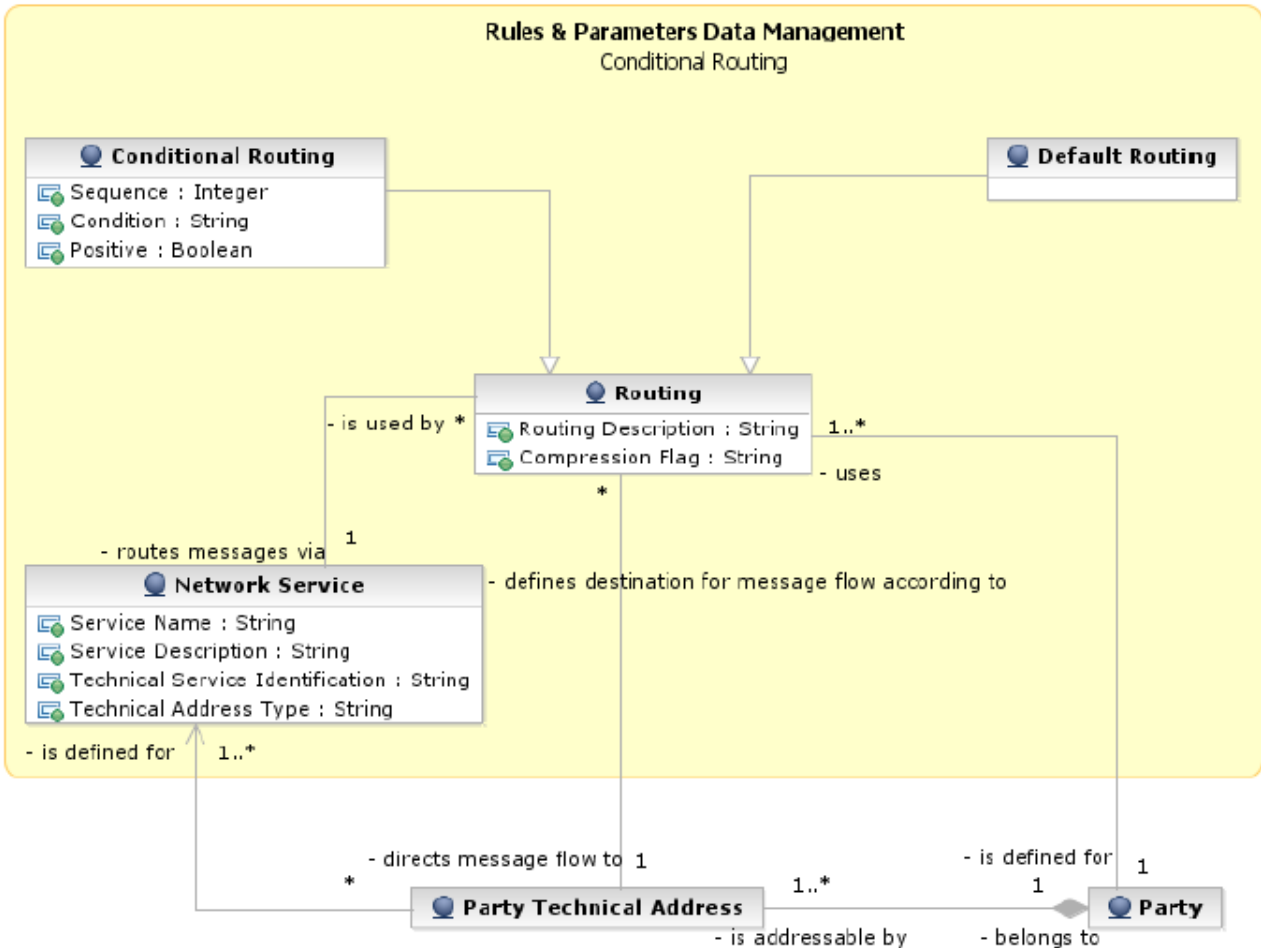 Rules & Parameters Data Management
Conditional Routing
Conditional Routing
Sequence : Integer
Condition : String
Positive : Boolean
Default Routing
Routing
Routing Description : String
Compression Flag : String
- is used by *
1..*
- uses
*
1
- routes messages via
- defines destination for message flow according to
Network Service
Service Name : String
Service Description : String
Technical Service Identification : String
Technical Address Type : String
- is defined for 1..*
- directs message flow to 1
*
- is defined for 1
1..*
1
Party Technical Address
Party
- is addressable by
- belongs to